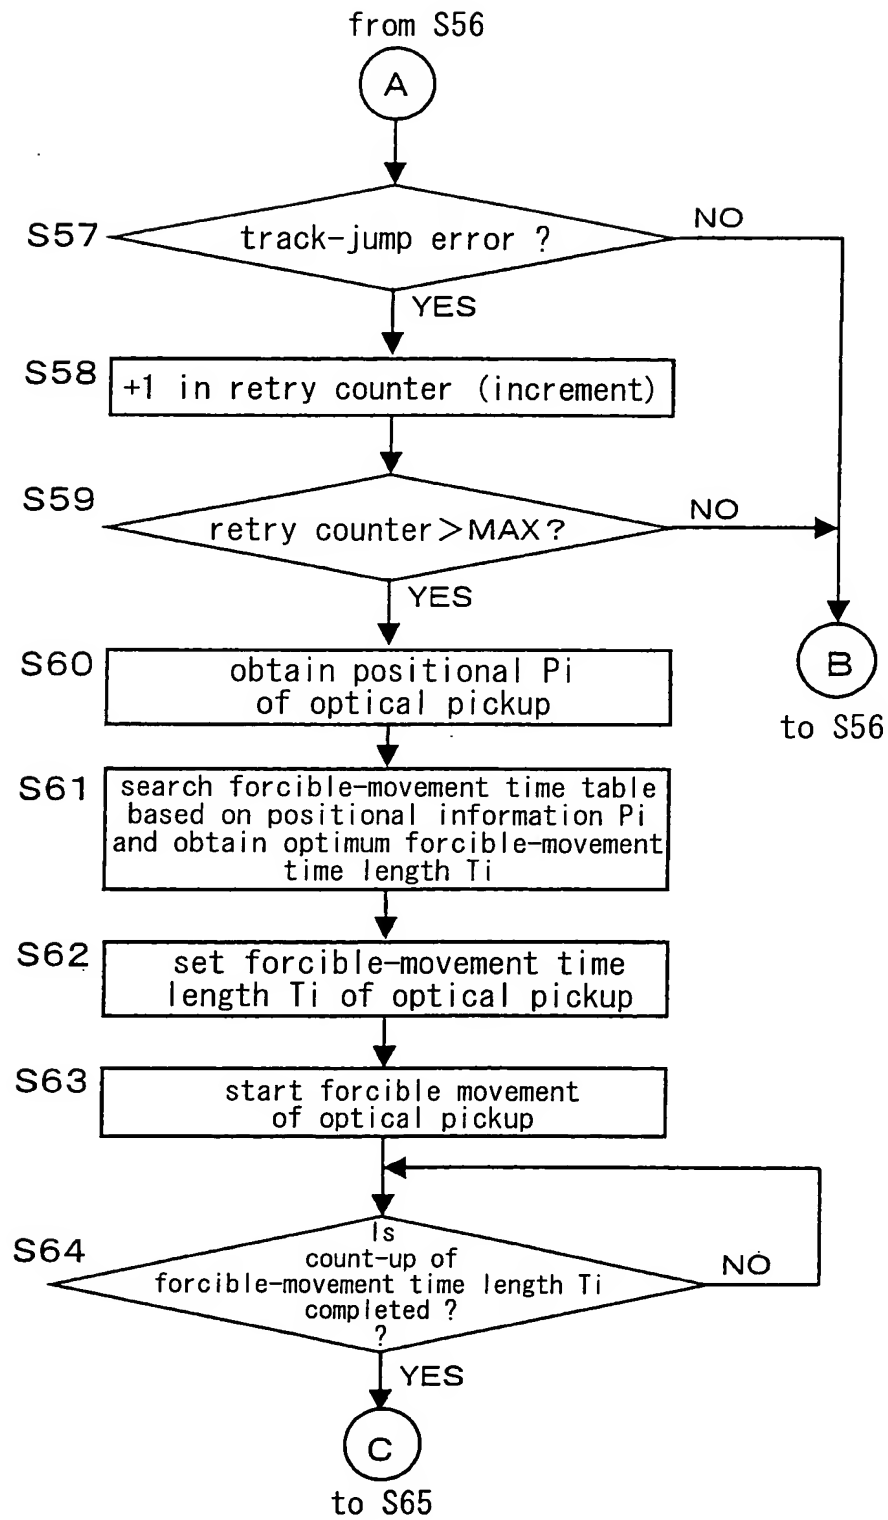 from S56
A
S57
track-jump error ?
NO
YES
S58
+1 in retry counter (increment)
S59
retry counter>MAX?
NO
YES
B
to S56
S60
obtain positional Pi
of optical pickup
S61
search forcible-movement time table
based on positional information Pi
and obtain optimum forcible-movement
time length Ti
S62
set forcible-movement time
length Ti of optical pickup
S63
start forcible movement
of optical pickup
S64
Is
count-up of
forcible-movement time length Ti
completed ?
?
NO
YES
C
to S65